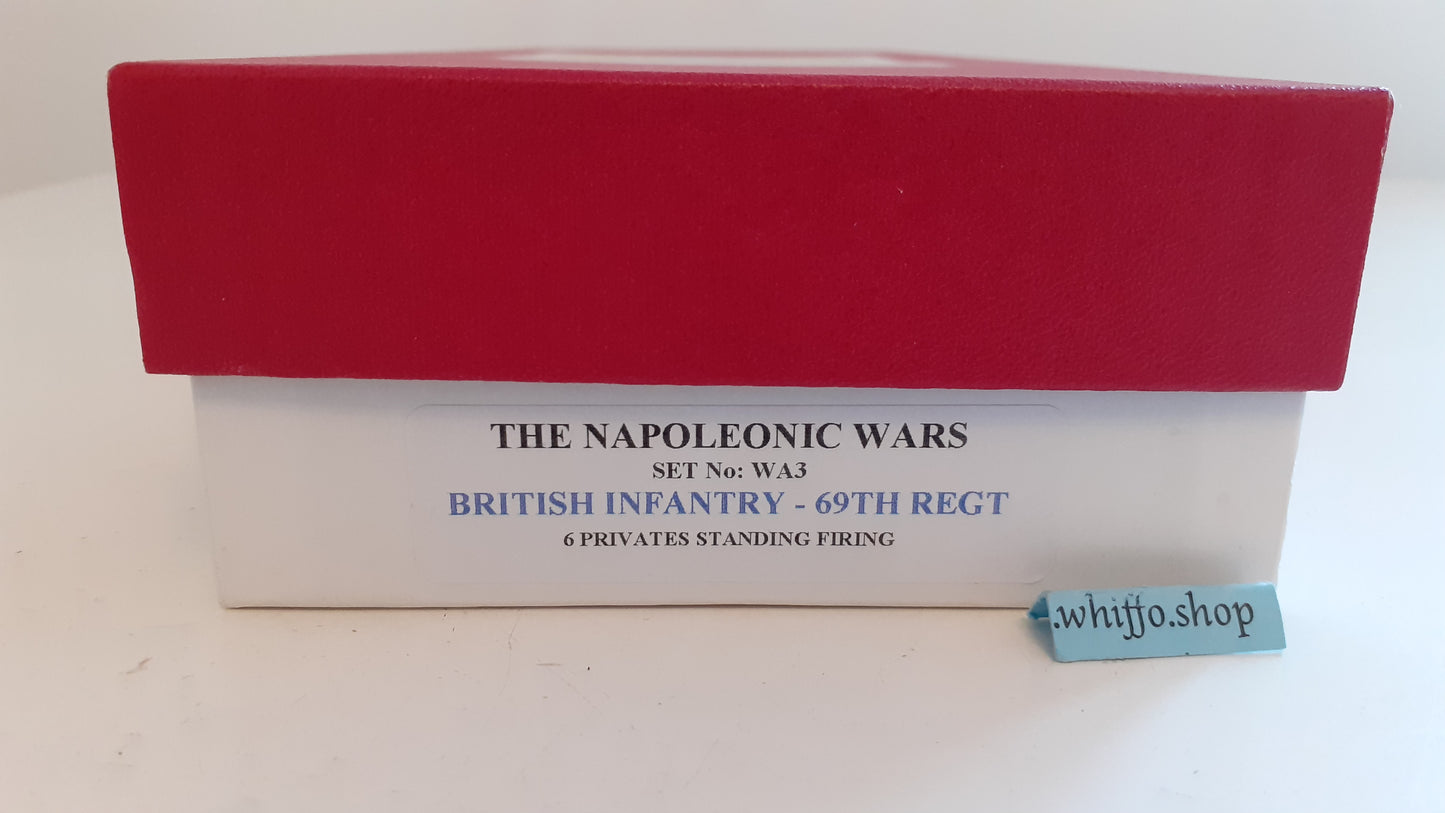 THE NAPOLEONIC WARS
SET No: WA3
BRITISH INFANTRY - 69TH REGT
6 PRIVATES STANDING FIRING
.whiffo.shop